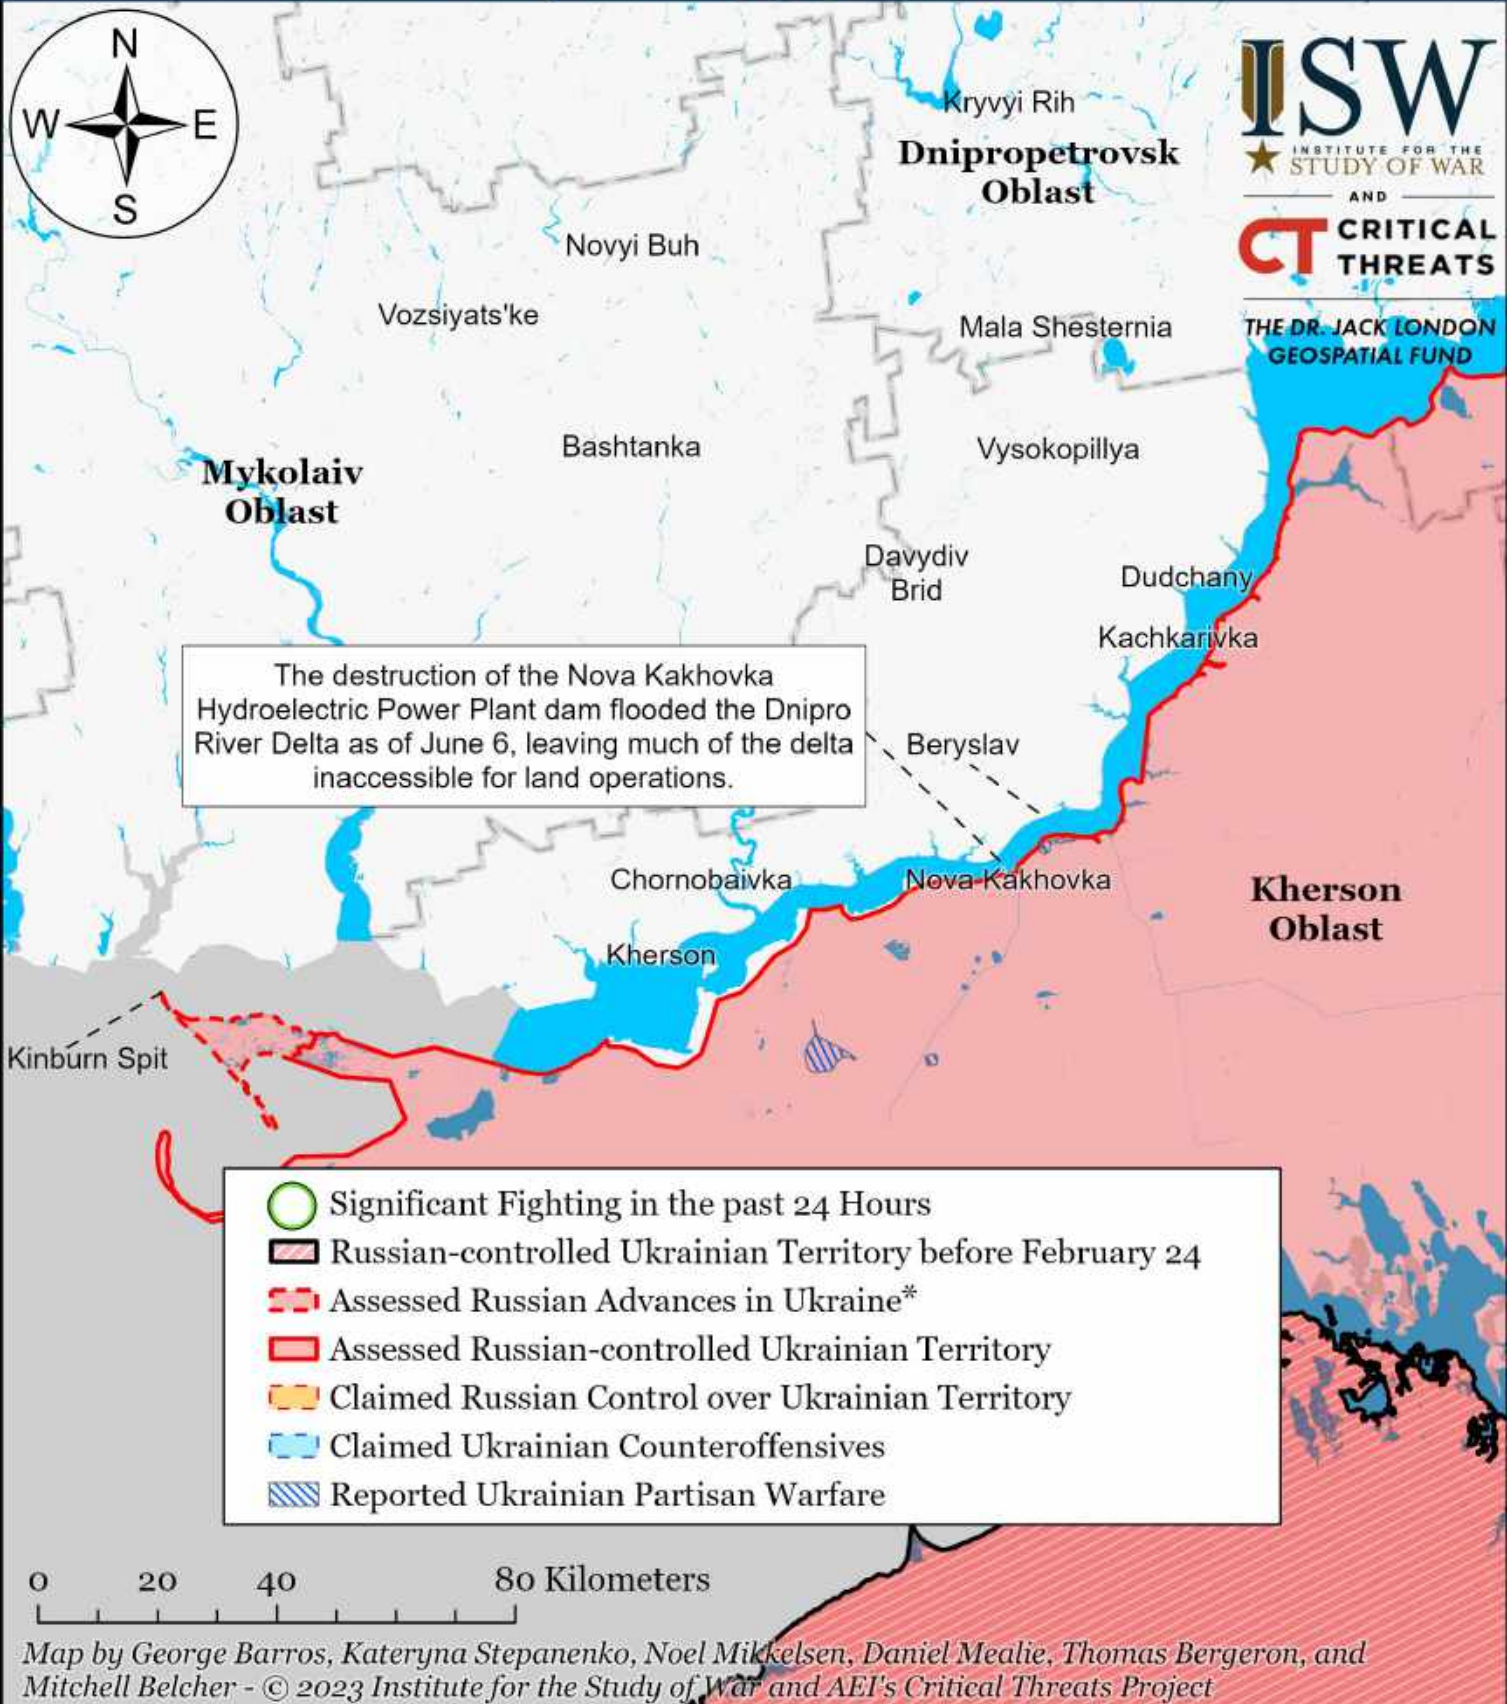 N
W E
S
ISW
INSTITUTE FOR THE
STUDY OF WAR
AND
CT CRITICAL
THREATS
THE DR. JACK LONDON
GEOSPATIAL FUND
Kryvyi Rih
Dnipropetrovsk
Oblast
Novyi Buh
Vozsiyats'ke
Mala Shesternia
Bashtanka
Vysokopillya
Mykolaiv
Oblast
Davydiv
Brid
Dudchany
Kachkarivka
The destruction of the Nova Kakhovka
Hydroelectric Power Plant dam flooded the Dnipro
River Delta as of June 6, leaving much of the delta
inaccessible for land operations.
Beryslav
Chornobaivka
Nova Kakhovka
Kherson
Oblast
Kherson
Kinburn Spit
Significant Fighting in the past 24 Hours
Russian-controlled Ukrainian Territory before February 24
Assessed Russian Advances in Ukraine*
Assessed Russian-controlled Ukrainian Territory
Claimed Russian Control over Ukrainian Territory
Claimed Ukrainian Counteroffensives
Reported Ukrainian Partisan Warfare
0 20 40 80 Kilometers
Map by George Barros, Kateryna Stepanenko, Noel Mikkelsen, Daniel Mealie, Thomas Bergeron, and
Mitchell Belcher - © 2023 Institute for the Study of War and AEI's Critical Threats Project